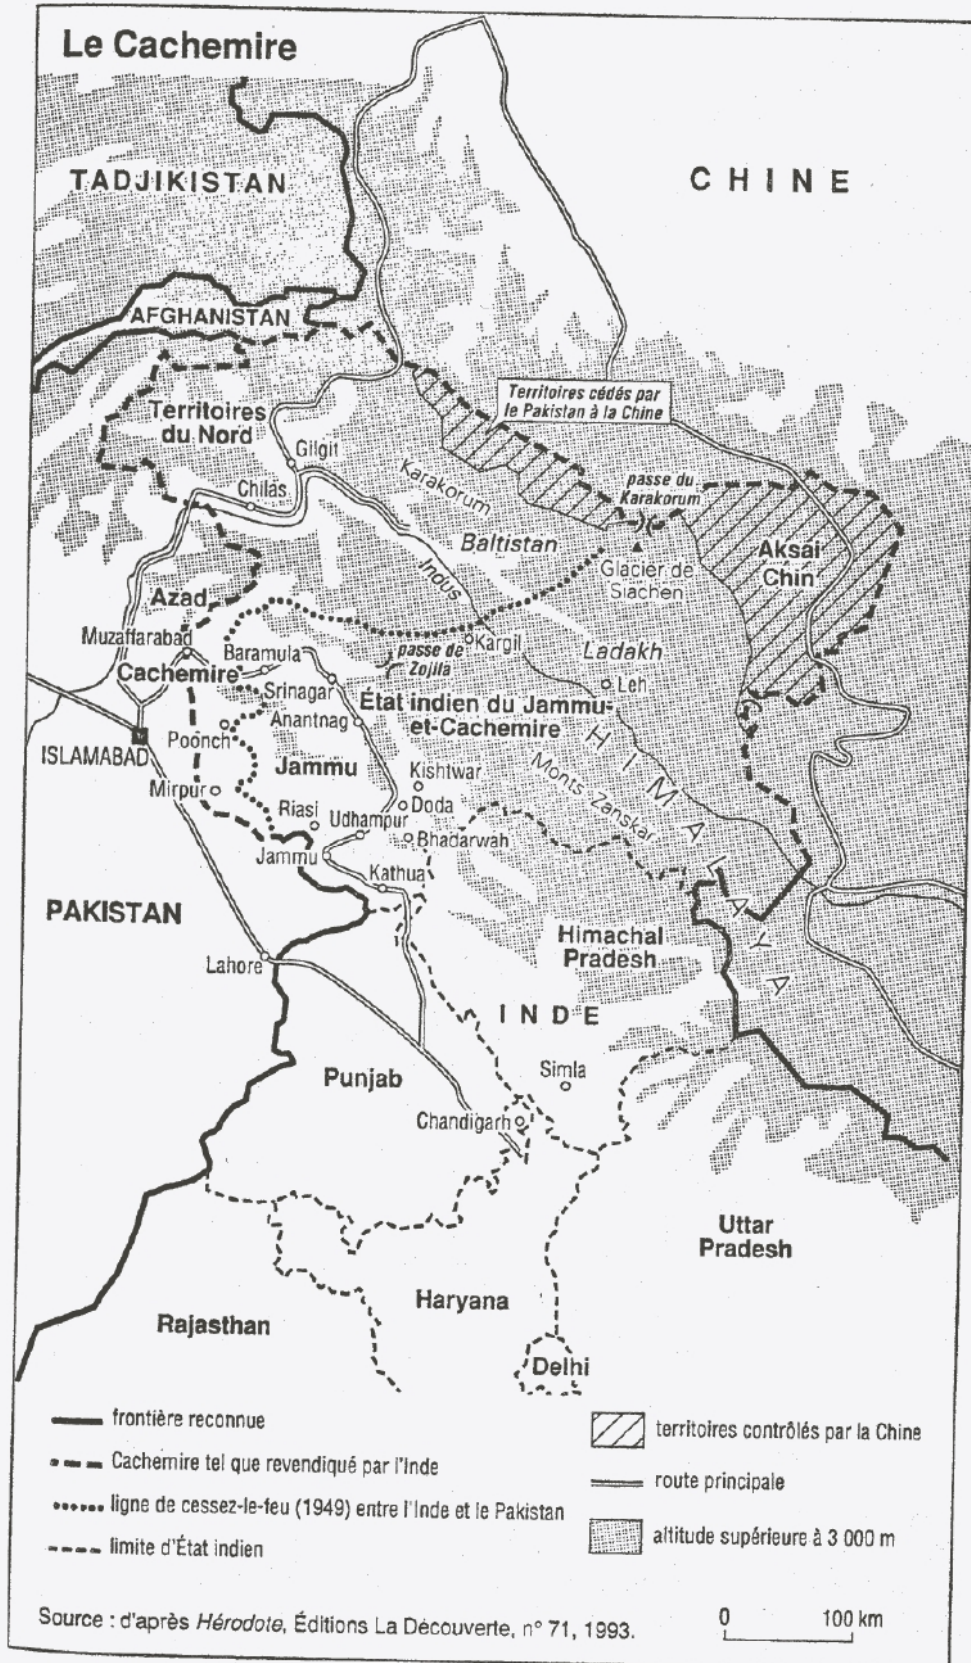 Le Cachemire
TADJIKISTAN
CHINE
AFGHANISTAN
Territoires cédés par
le Pakistan à la Chine
Territoires
du Nord
Gilgit
Chilas
Karakorum
passe du
Karakorum
Baltistan
Aksai
Chin
Indus
Glacier de
Siachen
Azad
Muzaffarabad
Cachemire
Baramula
passe de
Zojila
Kargil
Ladakh
Srinagar
Leh
Anantnag
État indien du Jammu-
et-Cachemire
ISLAMABAD
Poonch
Jammu
HIMALAYA
Mirpur
Kishtwar
Monts Zanskar
Riasi
Doda
Udhampur
Bhadarwah
Jammu
Kathua
PAKISTAN
Lahore
Himachal
Pradesh
INDE
Punjab
Simla
Chandigarh
Uttar
Pradesh
Haryana
Rajasthan
Delhi
frontière reconnue
Cachemire tel que revendiqué par l'Inde
ligne de cessez-le-feu (1949) entre l'Inde et le Pakistan
limite d'État indien
territoires contrôlés par la Chine
route principale
altitude supérieure à 3 000 m
Source : d'après Hérodote, Éditions La Découverte, n° 71, 1993.
0 100 km